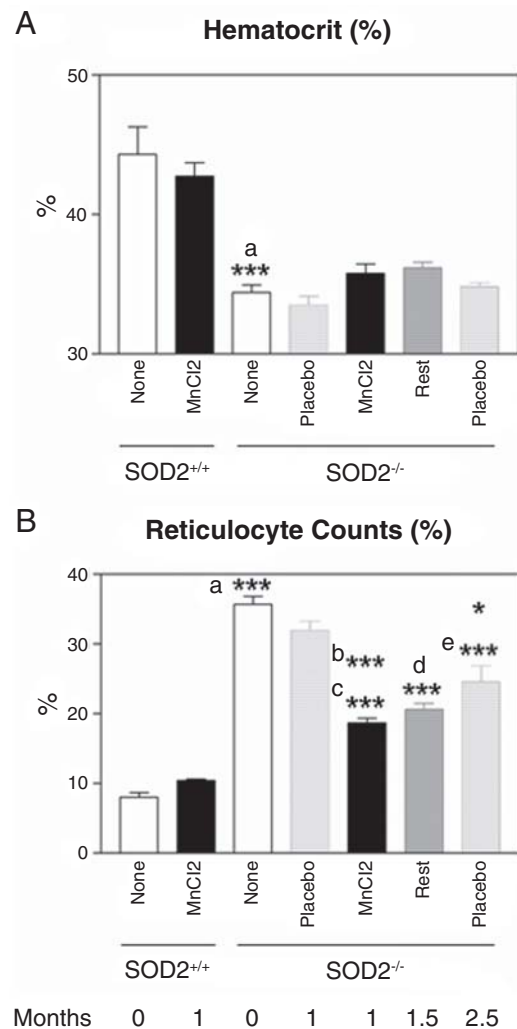 A
Hematocrit (%)
50
40
30
%
a
***
None
MnCl2
None
Placebo
MnCl2
Rest
Placebo
SOD2+/+
SOD2-/-
B
Reticulocyte Counts (%)
40
30
20
10
0
%
a ***
b ***
c ***
d
***
*
e ***
None
MnCl2
None
Placebo
MnCl2
Rest
Placebo
SOD2+/+
SOD2-/-
Months 0 1 0 1 1 1.5 2.5